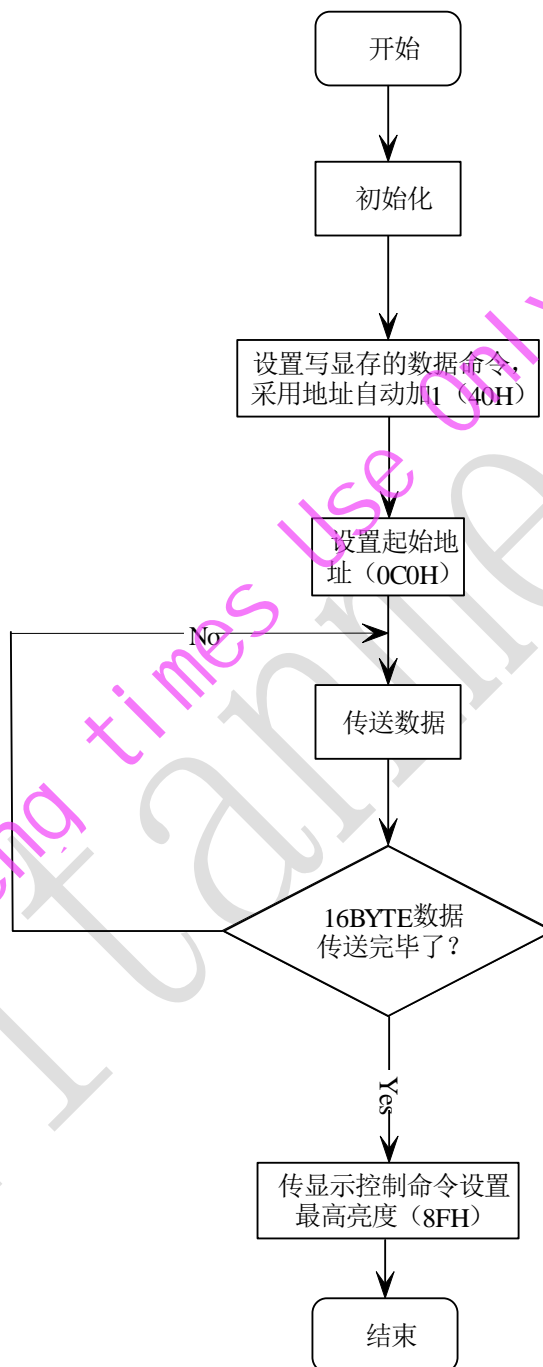 开始
初始化
设置写显存的数据命令，
采用地址自动加1（40H）
设置起始地
址（0C0H）
No
传送数据
16BYTE数据
传送完毕了？
Yes
传显示控制命令设置
最高亮度（8FH）
结束
times Use Only